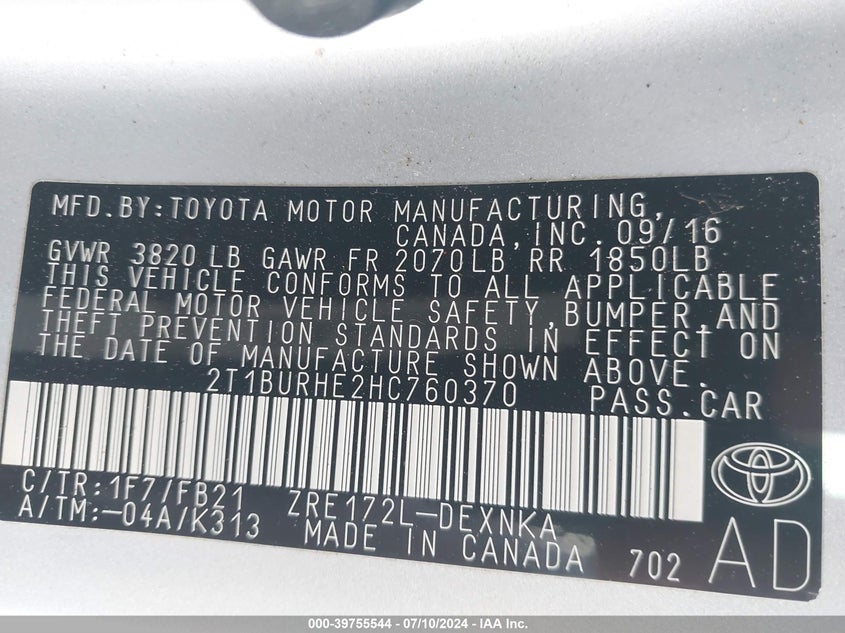 MFD.BY:TOYOTA MOTOR MANUFACTURING,
CANADA,INC. 09/16
GVWR 3820 LB GAWR FR 2070LB RR 1850LB
THIS VEHICLE CONFORMS TO ALL APPLICABLE
FEDERAL MOTOR VEHICLE SAFETY,BUMPER,AND
THEFT PREVENTION STANDARDS IN EFFECT ON
THE DATE OF MANUFACTURE SHOWN ABOVE.
2T1BURHE2HC760370 PASS.CAR
C/TR:1F7/FB21 ZRE172L-DEXNKA
A/TM:-04A/K313 MADE IN CANADA 702 AD
000-39755544 - 07/10/2024 - IAA Inc.